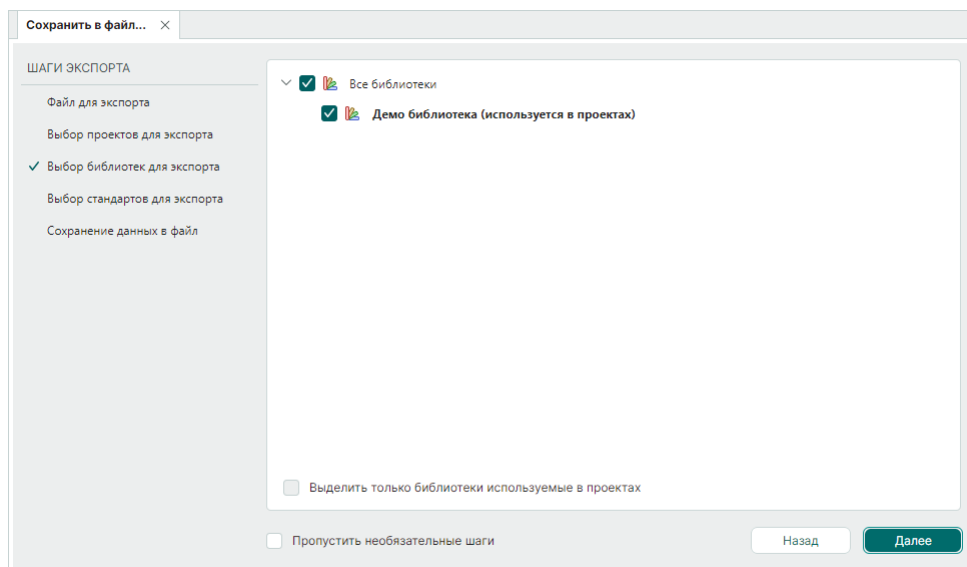 Сохранить в файл...
ШАГИ ЭКСПОРТА
Файл для экспорта
Выбор проектов для экспорта
Выбор библиотек для экспорта
Выбор стандартов для экспорта
Сохранение данных в файл
Все библиотеки
Демо библиотека (используется в проектах)
Выделить только библиотеки используемые в проектах
Пропустить необязательные шаги
Назад
Далее